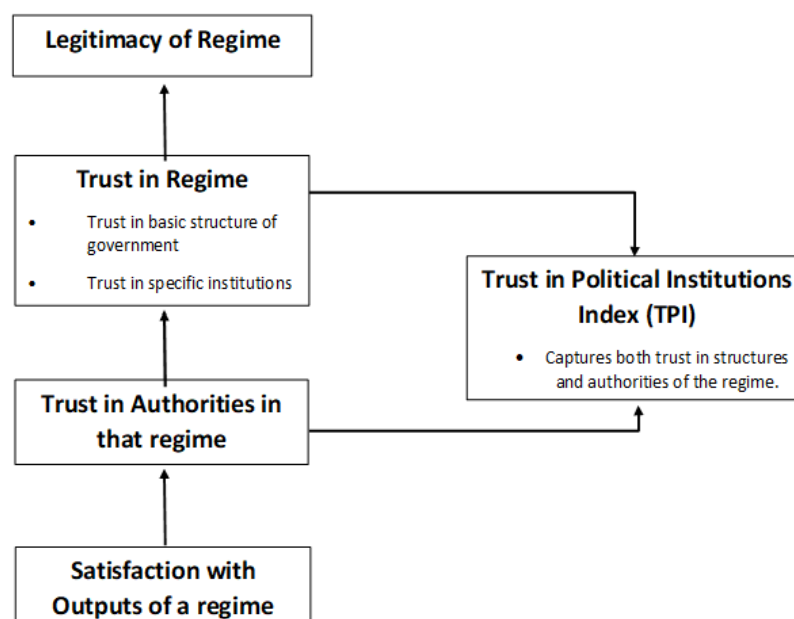 Legitimacy of Regime
Trust in Regime
• Trust in basic structure of
government
• Trust in specific institutions
Trust in Political Institutions
Index (TPI)
• Captures both trust in structures
and authorities of the regime.
Trust in Authorities in
that regime
Satisfaction with
Outputs of a regime